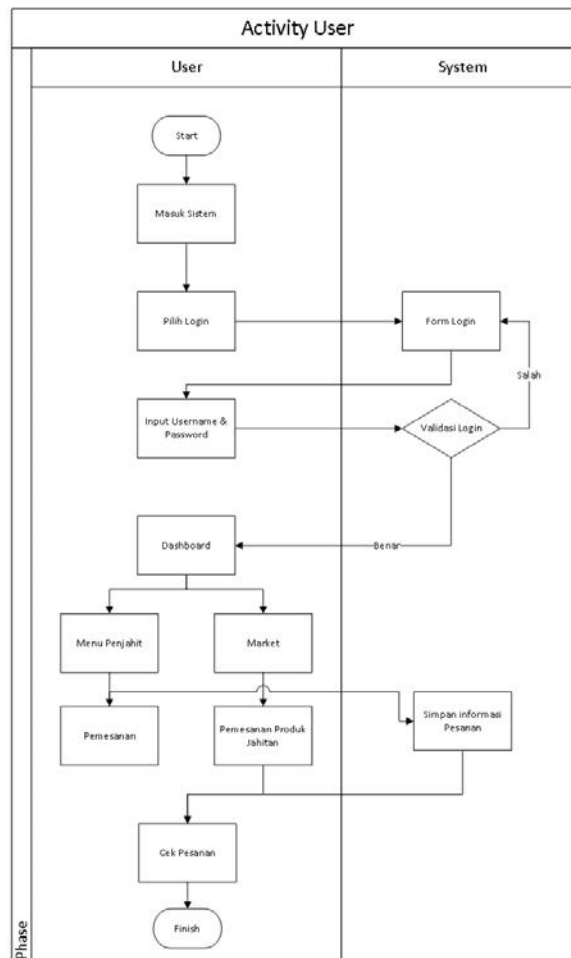 Activity User
User
System
Start
Masuk Sistem
Pilih Login
Form Login
Salah
Input Username &
Password
Validasi Login
Dashboard
Benar
Menu Penjahit
Market
Pemesanan
Pemesanan Produk
Jahitan
Simpan informasi
Pesanan
Cek Pesanan
Finish
Phase